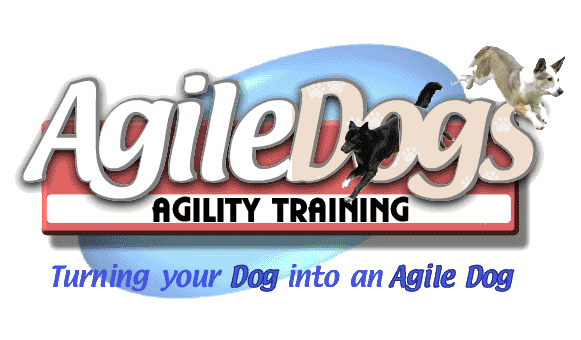 AgileDogs
AGILITY TRAINING
Turning your Dog into an Agile Dog